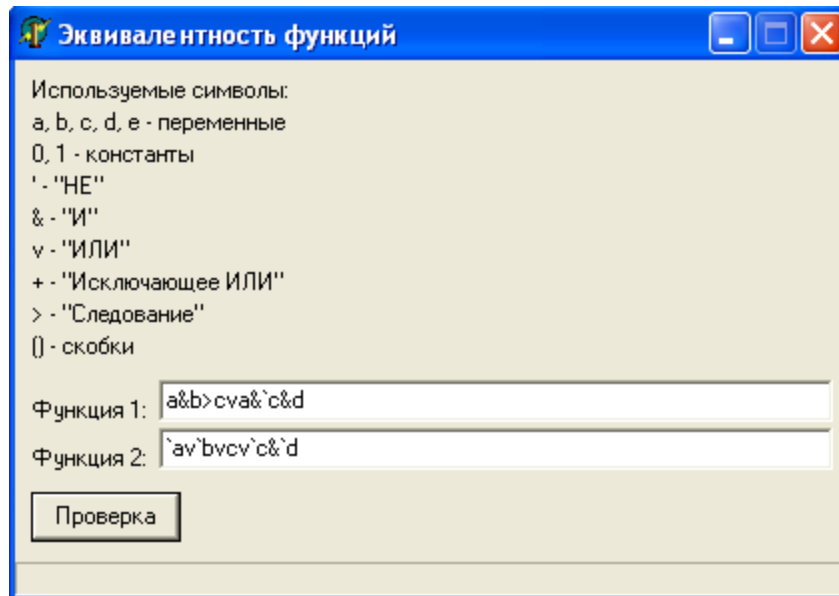 Эквивалентность функций
Используемые символы:
a, b, c, d, e - переменные
0, 1 - константы
' - "НЕ"
& - "И"
v - "ИЛИ"
+ - "Исключающее ИЛИ"
> - "Следование"
() - скобки
Функция 1: a&b>cva&`c&d
Функция 2: `av`bvcv`c&`d
Проверка